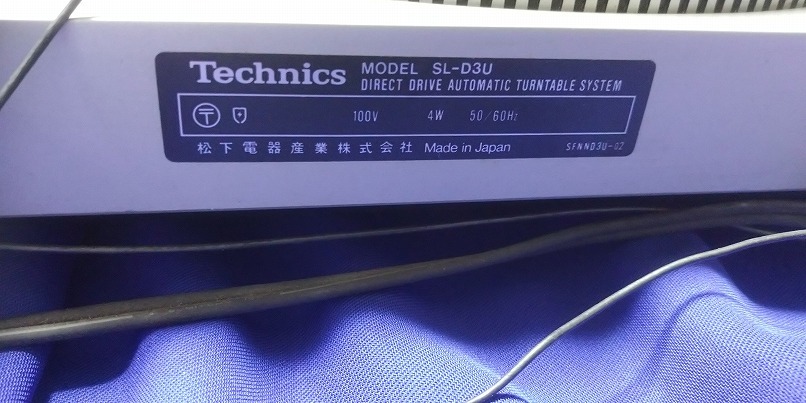 Technics MODEL SL-D3U
DIRECT DRIVE AUTOMATIC TURNTABLE SYSTEM
〒 100V 4W 50/60Hz
松下電器産業株式会社 Made in Japan SFNND3U-02